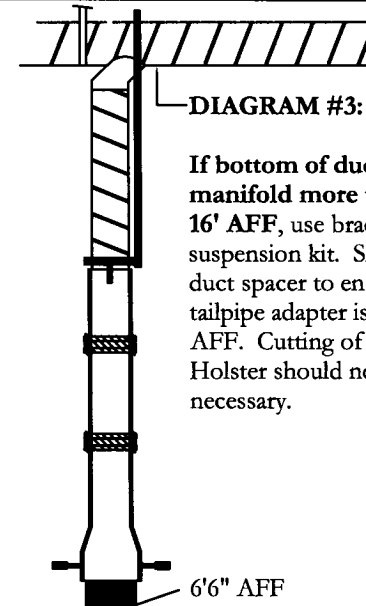 DIAGRAM #3:
If bottom of duc
manifold more
16' AFF, use brac
suspension kit. S
duct spacer to en
tailpipe adapter is
AFF. Cutting of
Holster should ne
necessary.
6'6" AFF